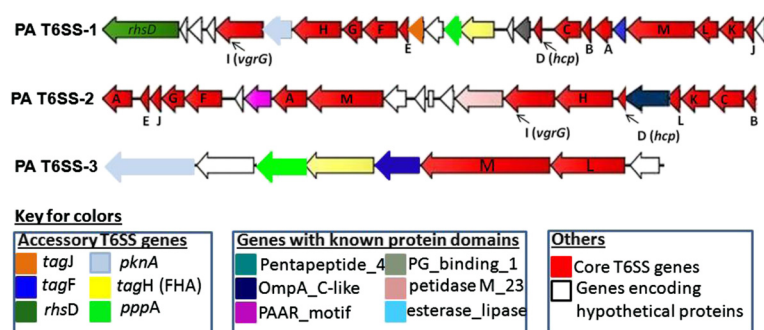 PA T6SS-1
rhsD
H G F C M L K
E B A J
I (vgrG) D (hcp)
PA T6SS-2
A G F A M H K C
E J L B
I (vgrG) D (hcp)
PA T6SS-3
M L
Key for colors
Accessory T6SS genes
tagJ pknA
tagF tagH (FHA)
rhsD pppA
Genes with known protein domains
Pentapeptide_4 PG_binding_1
OmpA_C-like petidase M_23
PAAR_motif esterase_lipase
Others
Core T6SS genes
Genes encoding
hypothetical proteins